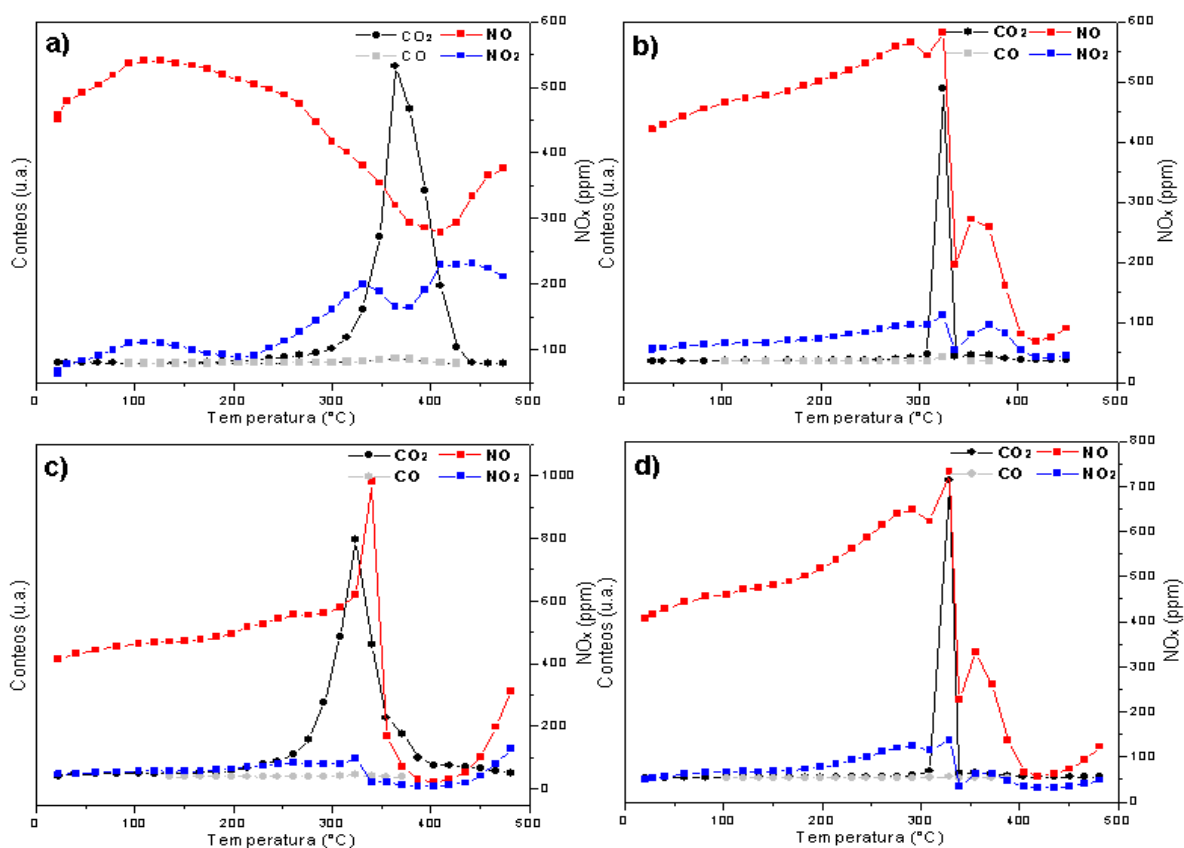 a)
CO2 NO
CO NO2
600
500
400
300
200
100
NOx (ppm)
Conteos (u.a.)
0 100 200 300 400 500
Temperatura (°C)
b)
CO2 NO
CO NO2
600
500
400
300
200
100
0
NOx (ppm)
Conteos (u.a.)
0 100 200 300 400 500
Temperatura (°C)
c)
CO2 NO
CO NO2
1000
800
600
400
200
0
NOx (ppm)
Conteos (u.a.)
0 100 200 300 400 500
Temperatura (°C)
d)
CO2 NO
CO NO2
800
700
600
500
400
300
200
100
0
NOx (ppm)
Conteos (u.a.)
0 100 200 300 400 500
Temperatura (°C)